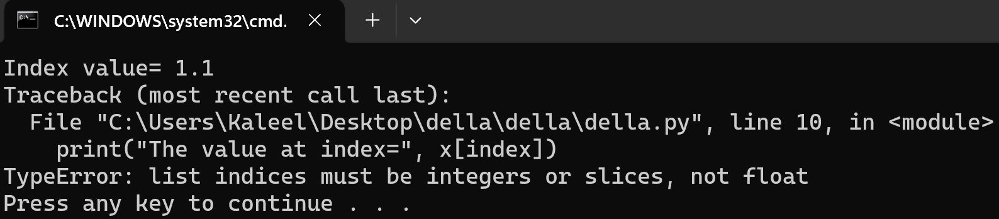 C:\WINDOWS\system32\cmd.
Index value= 1.1
Traceback (most recent call last):
  File "C:\Users\Kaleel\Desktop\della\della\della.py", line 10, in <module>
    print("The value at index=", x[index])
TypeError: list indices must be integers or slices, not float
Press any key to continue . . .